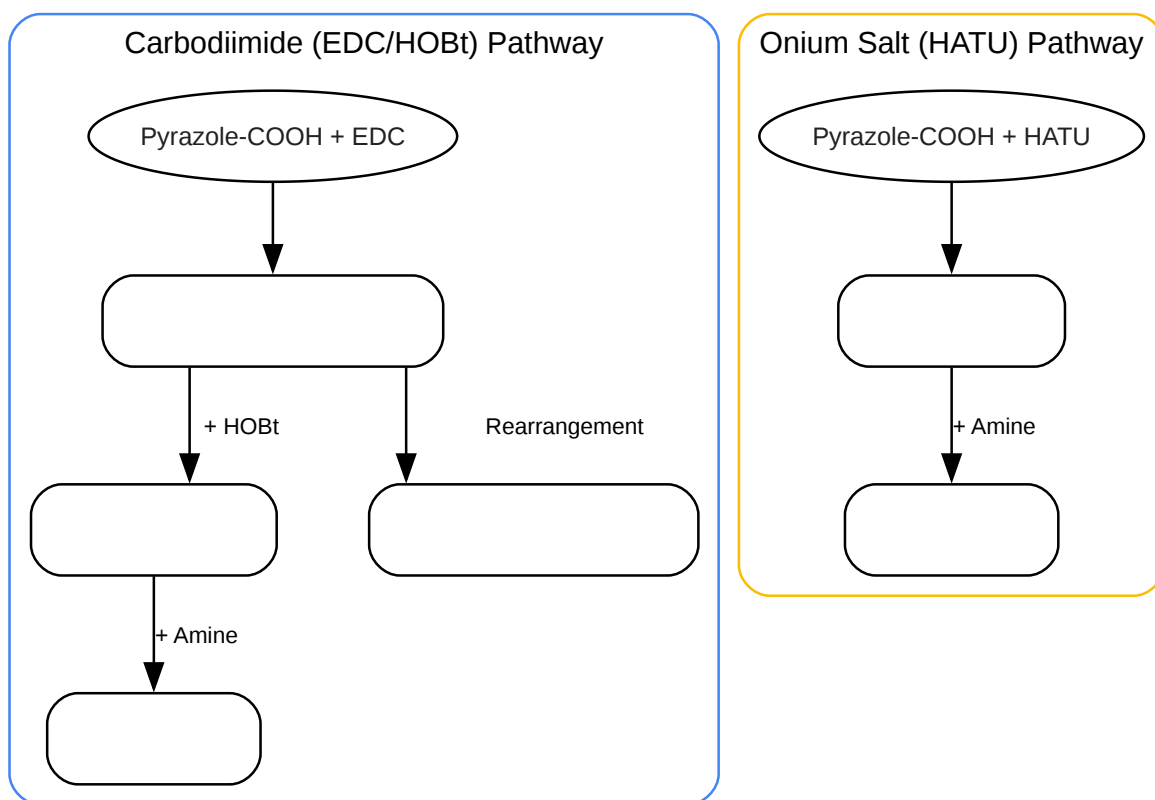 Carbodiimide (EDC/HOBt) Pathway
Pyrazole-COOH + EDC
+ HOBt
Rearrangement
+ Amine
Onium Salt (HATU) Pathway
Pyrazole-COOH + HATU
+ Amine